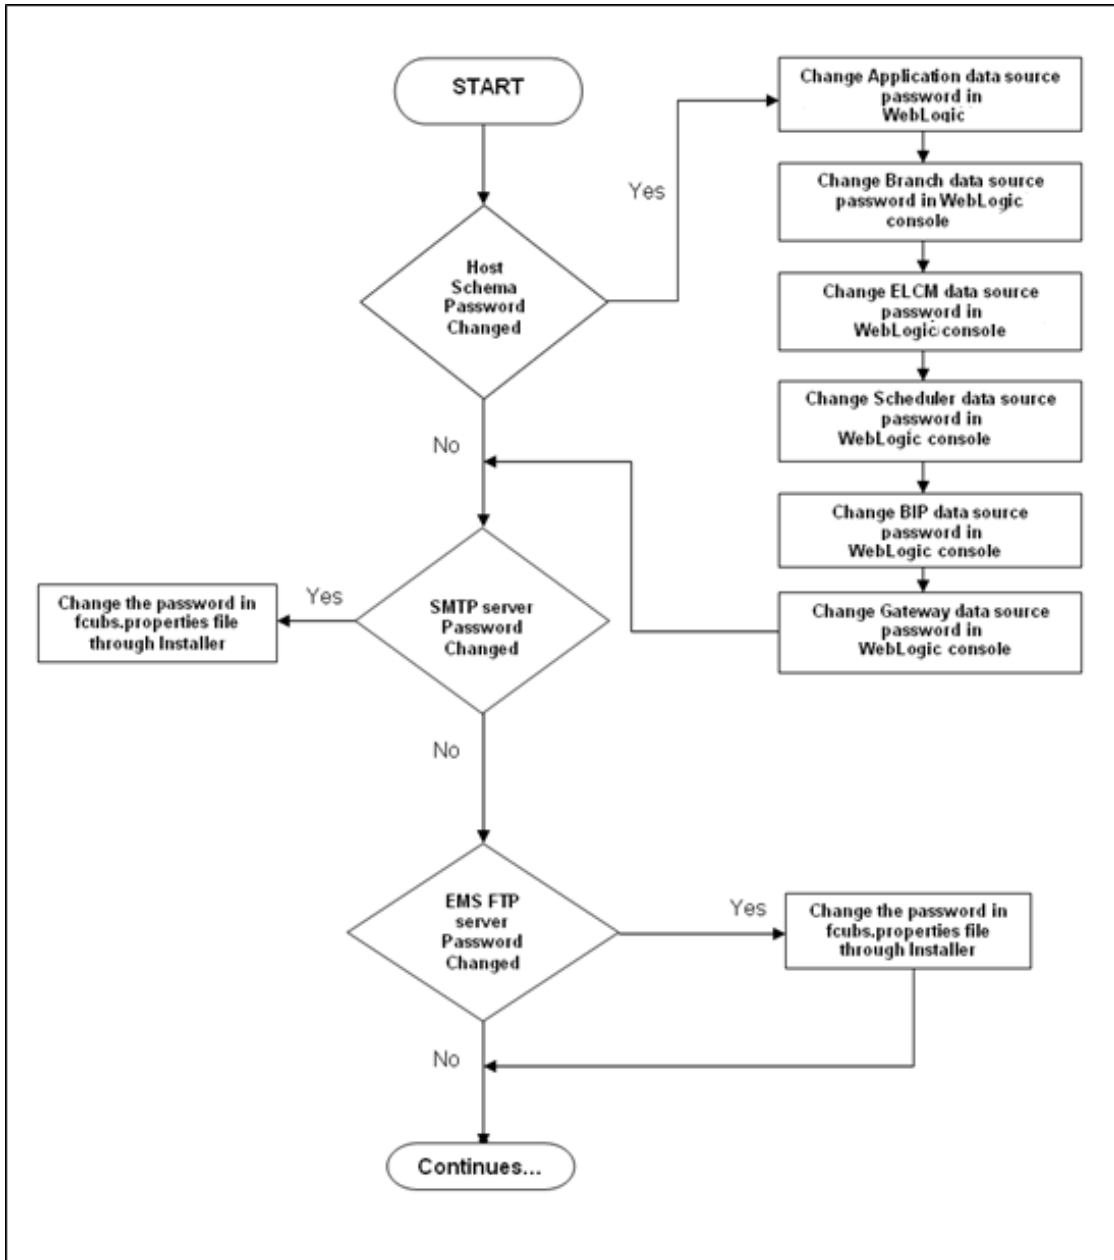 START
Host
Schema
Password
Changed
Yes
Change Application data source
password in
WebLogic
Change Branch data source
password in WebLogic
console
Change ELCM data source
password in
WebLogic console
Change Scheduler data source
password in
WebLogic console
Change BIP data source
password in
WebLogic console
Change Gateway data source
password in
WebLogic console
No
SMTP server
Password
Changed
Yes
Change the password in
fcubs.properties file
through Installer
No
EMS FTP
server
Password
Changed
Yes
Change the password in
fcubs.properties file
through Installer
No
Continues...